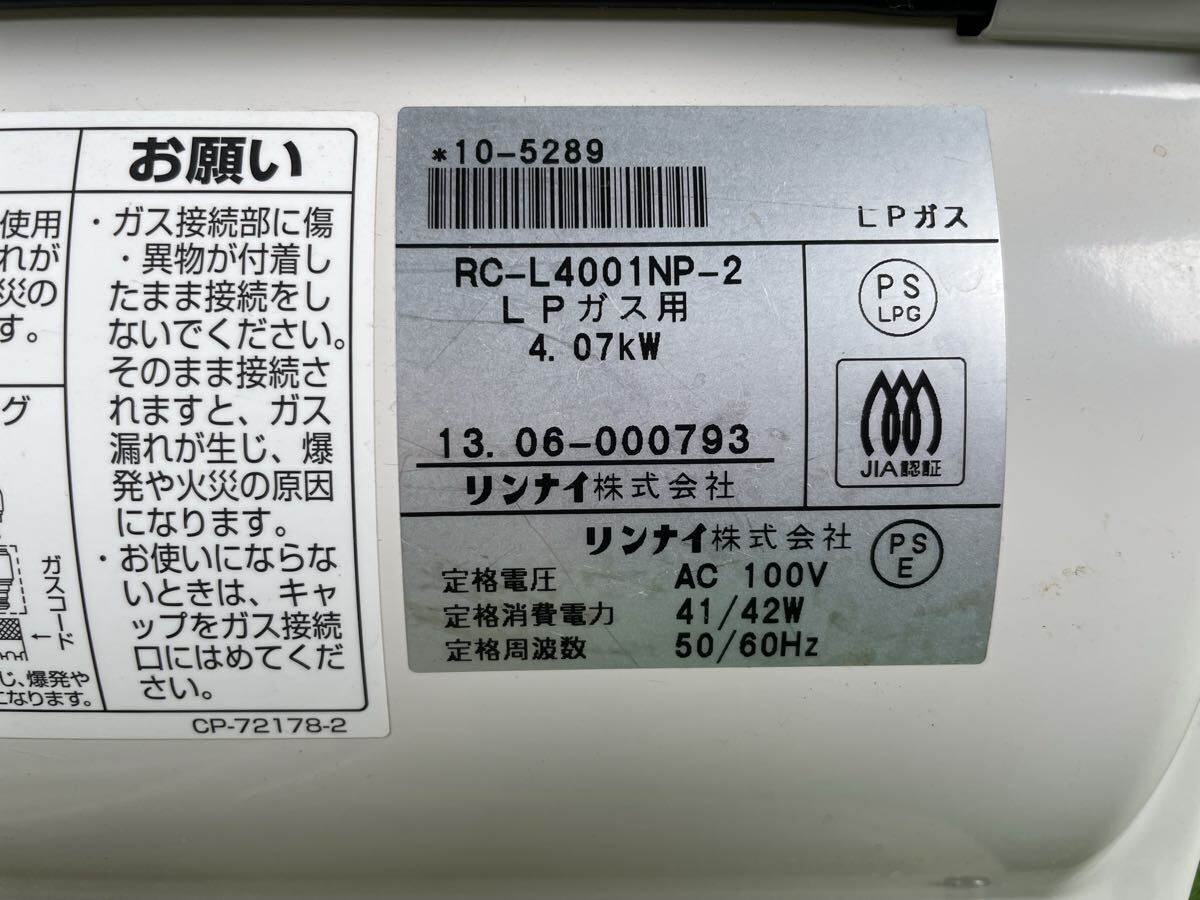 使用
れが
災の
す。
グ
ガスコード
じ、爆発や
になります。
お願い
・ガス接続部に傷
・異物が付着し
たまま接続をし
ないでください。
そのまま接続さ
れますと、ガス
漏れが生じ、爆
発や火災の原因
になります。
・お使いにならな
いときは、キャ
ップをガス接続
口にはめてくだ
さい。
CP-72178-2
*10-5289
LPガス
RC-L4001NP-2
LPガス用
4.07kW
13.06-000793
リンナイ株式会社
PS
LPG
JIA認証
リンナイ株式会社
PS
E
定格電圧 AC 100V
定格消費電力 41/42W
定格周波数 50/60Hz